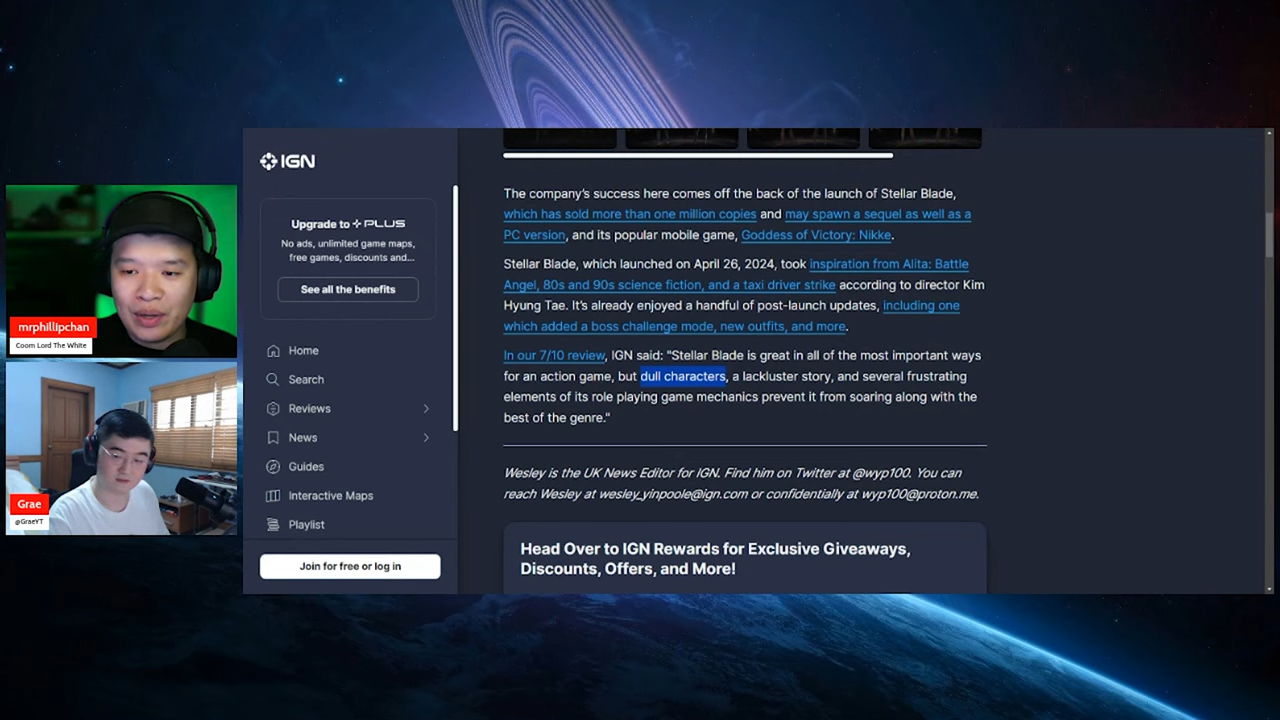 mrphillipchan
Coom Lord The White
Grae
@GraeYT
IGN
Upgrade to PLUS
No ads, unlimited game maps,
free games, discounts and...
See all the benefits
Home
Search
Reviews
News
Guides
Interactive Maps
Playlist
Join for free or log in
The company's success here comes off the back of the launch of Stellar Blade,
which has sold more than one million copies and may spawn a sequel as well as a
PC version, and its popular mobile game, Goddess of Victory: Nikke.
Stellar Blade, which launched on April 26, 2024, took inspiration from Alita: Battle
Angel, 80s and 90s science fiction, and a taxi driver strike according to director Kim
Hyung Tae. It's already enjoyed a handful of post-launch updates, including one
which added a boss challenge mode, new outfits, and more.
In our 7/10 review, IGN said: "Stellar Blade is great in all of the most important ways
for an action game, but dull characters, a lackluster story, and several frustrating
elements of its role playing game mechanics prevent it from soaring along with the
best of the genre."
Wesley is the UK News Editor for IGN. Find him on Twitter at @wyp100. You can
reach Wesley at wesley_yinpoole@ign.com or confidentially at wyp100@proton.me.
Head Over to IGN Rewards for Exclusive Giveaways,
Discounts, Offers, and More!